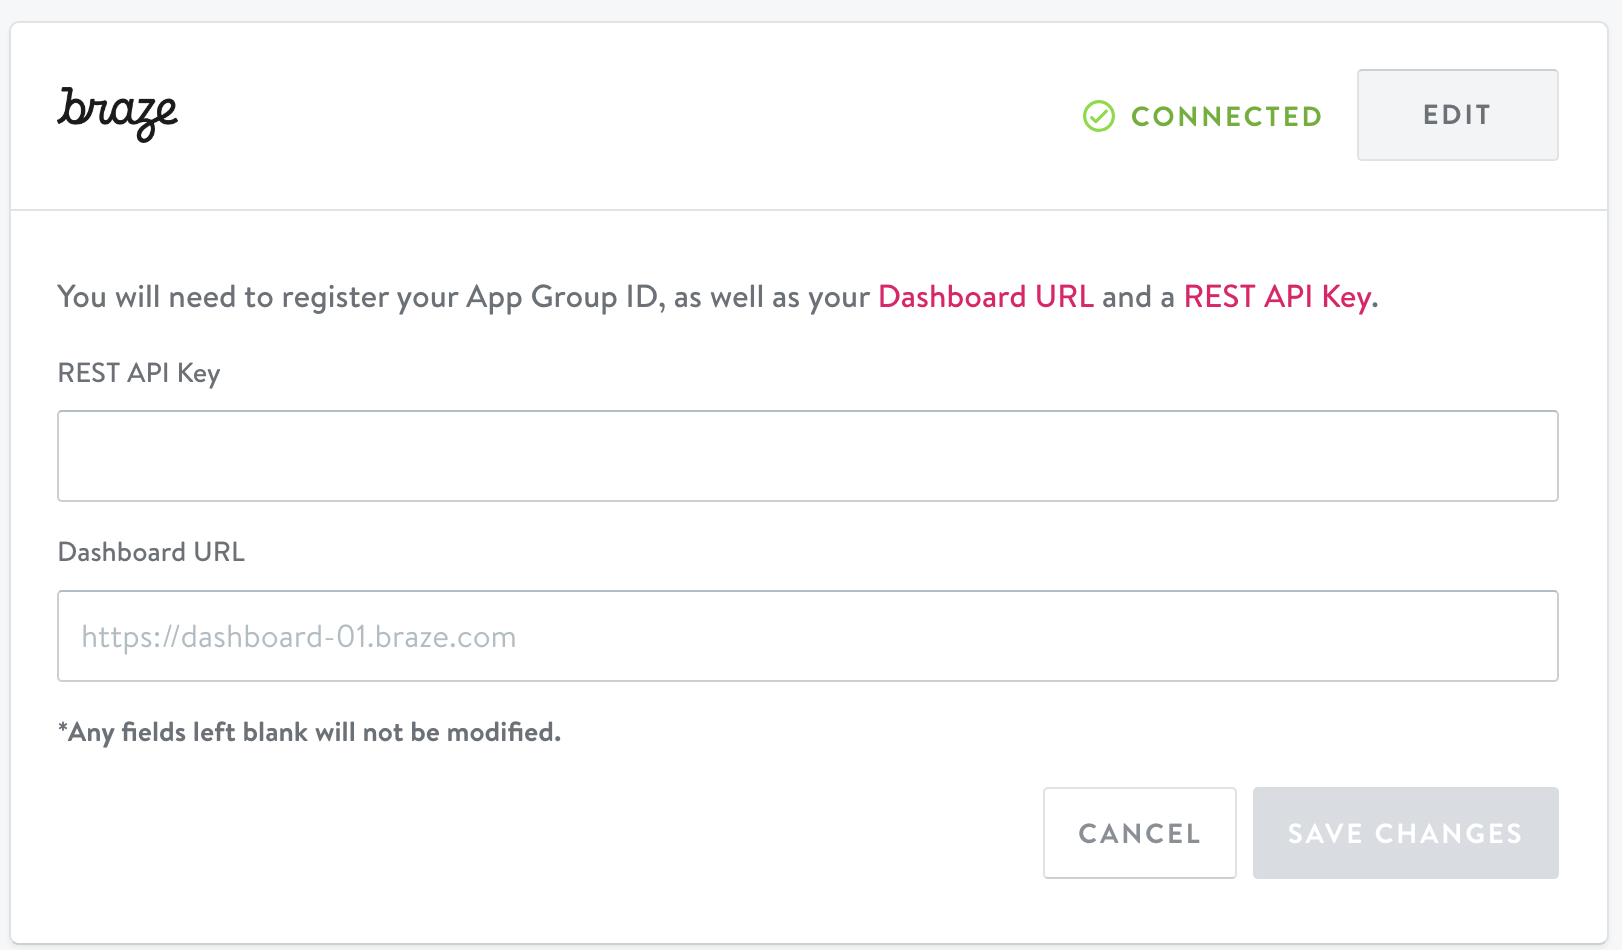 braze
CONNECTED
EDIT
You will need to register your App Group ID, as well as your Dashboard URL and a REST API Key.
REST API Key
Dashboard URL
https://dashboard-01.braze.com
*Any fields left blank will not be modified.
CANCEL
SAVE CHANGES